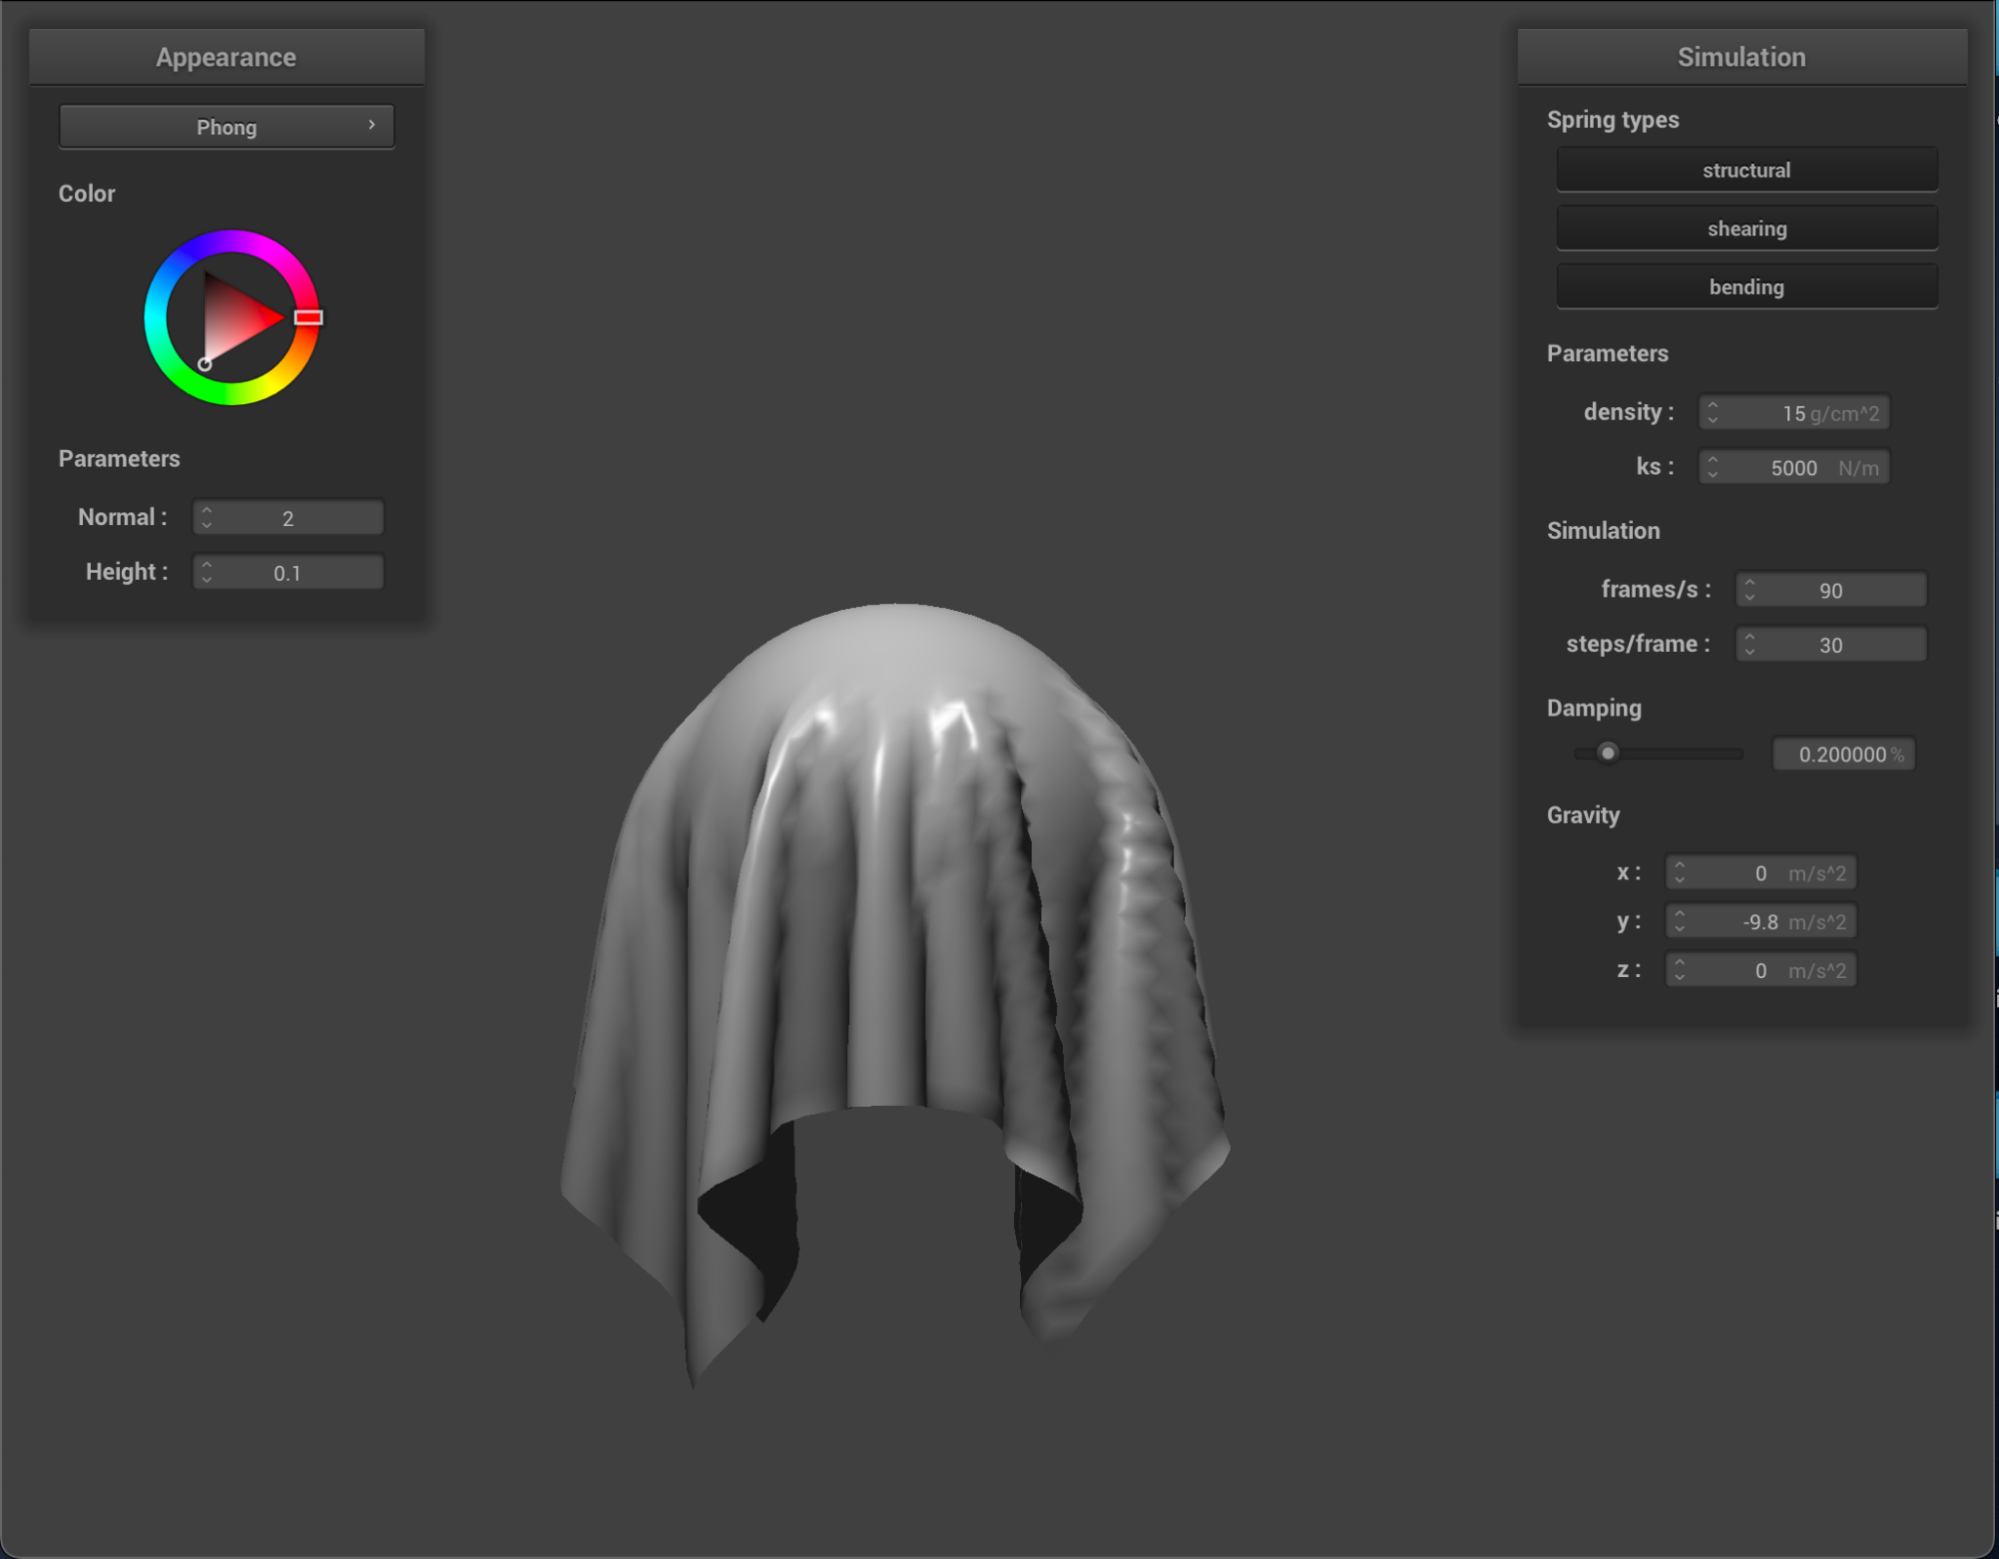 Appearance
Phong
Color
Parameters
Normal : 2
Height : 0.1
Simulation
Spring types
structural
shearing
bending
Parameters
density : 15 g/cm^2
ks : 5000 N/m
Simulation
frames/s : 90
steps/frame : 30
Damping
0.200000 %
Gravity
x : 0 m/s^2
y : -9.8 m/s^2
z : 0 m/s^2